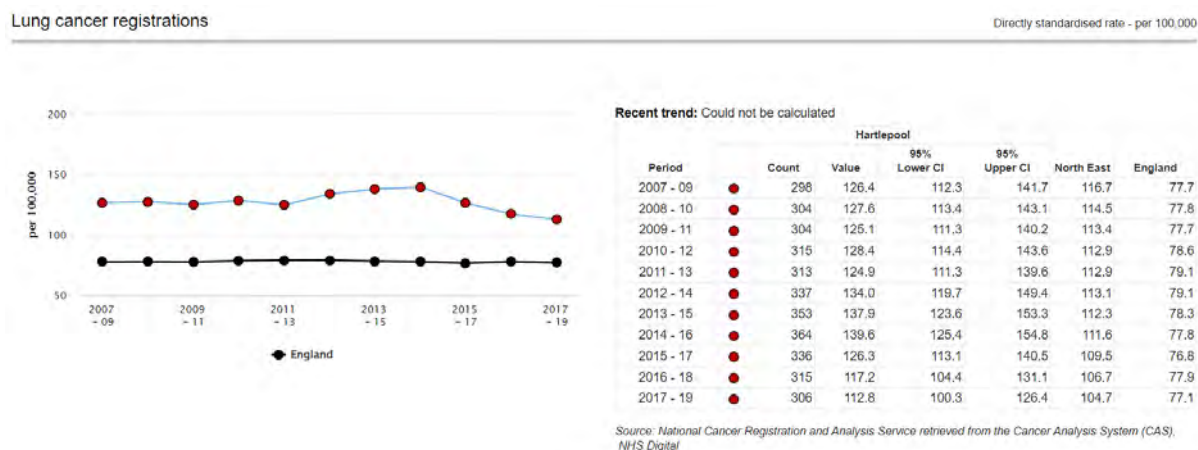 Lung cancer registrations
Directly standardised rate - per 100,000
200
150
100
50
per 100,000
2007 - 09
2009 - 11
2011 - 13
2013 - 15
2015 - 17
2017 - 19
England
Recent trend: Could not be calculated
Hartlepool
Period Count Value 95% Lower CI 95% Upper CI North East England
2007 - 09 298 126.4 112.3 141.7 116.7 77.7
2008 - 10 304 127.6 113.4 143.1 114.5 77.8
2009 - 11 304 125.1 111.3 140.2 113.4 77.7
2010 - 12 315 128.4 114.4 143.6 112.9 78.6
2011 - 13 313 124.9 111.3 139.6 112.9 79.1
2012 - 14 337 134.0 119.7 149.4 113.1 79.1
2013 - 15 353 137.9 123.6 153.3 112.3 78.3
2014 - 16 364 139.6 125.4 154.8 111.6 77.8
2015 - 17 336 126.3 113.1 140.5 109.5 76.8
2016 - 18 315 117.2 104.4 131.1 106.7 77.9
2017 - 19 306 112.8 100.3 126.4 104.7 77.1
Source: National Cancer Registration and Analysis Service retrieved from the Cancer Analysis System (CAS),
NHS Digital